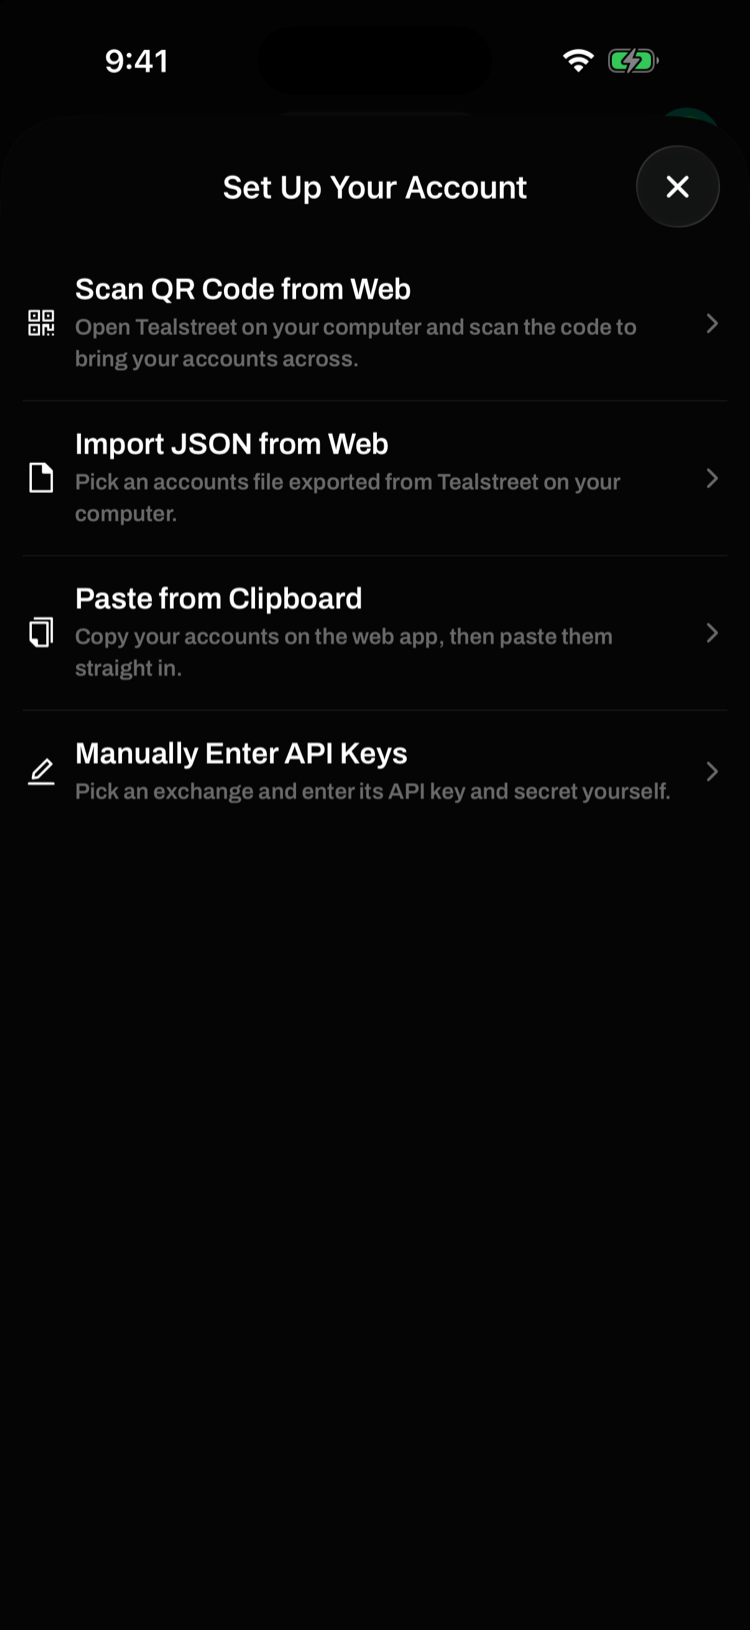 9:41
Set Up Your Account
Scan QR Code from Web
Open Tealstreet on your computer and scan the code to
bring your accounts across.
Import JSON from Web
Pick an accounts file exported from Tealstreet on your
computer.
Paste from Clipboard
Copy your accounts on the web app, then paste them
straight in.
Manually Enter API Keys
Pick an exchange and enter its API key and secret yourself.